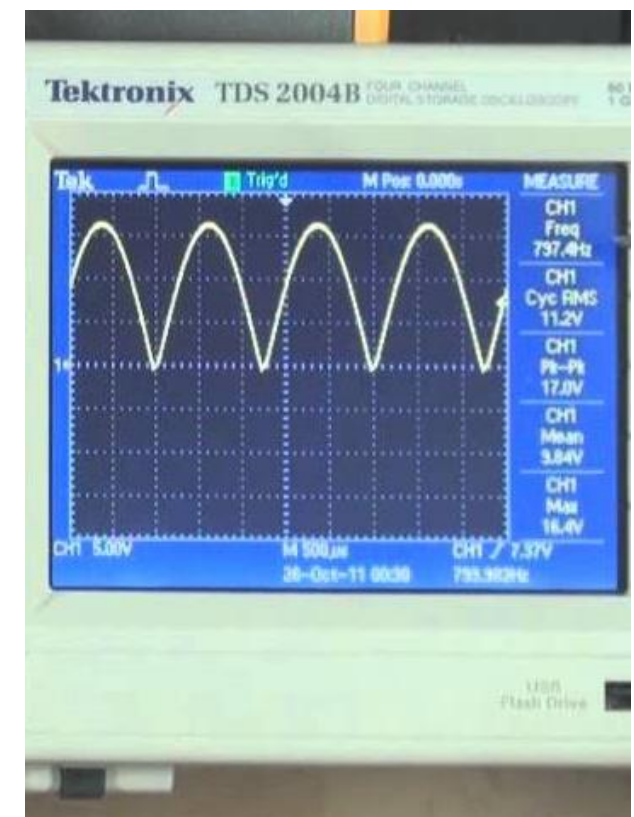 Tektronix TDS 2004B FOUR CHANNEL
DIGITAL STORAGE OSCILLOSCOPE
Tek Trig'd M Pos: 0.000s MEASURE
CH1
Freq
797.4Hz
CH1
Cyc RMS
11.2V
CH1
Pk-Pk
17.0V
CH1
Mean
9.84V
CH1
Max
16.4V
CH1 5.00V M 500µs CH1 7.37V
26-Oct-11 00:30
USB
Flash Drive